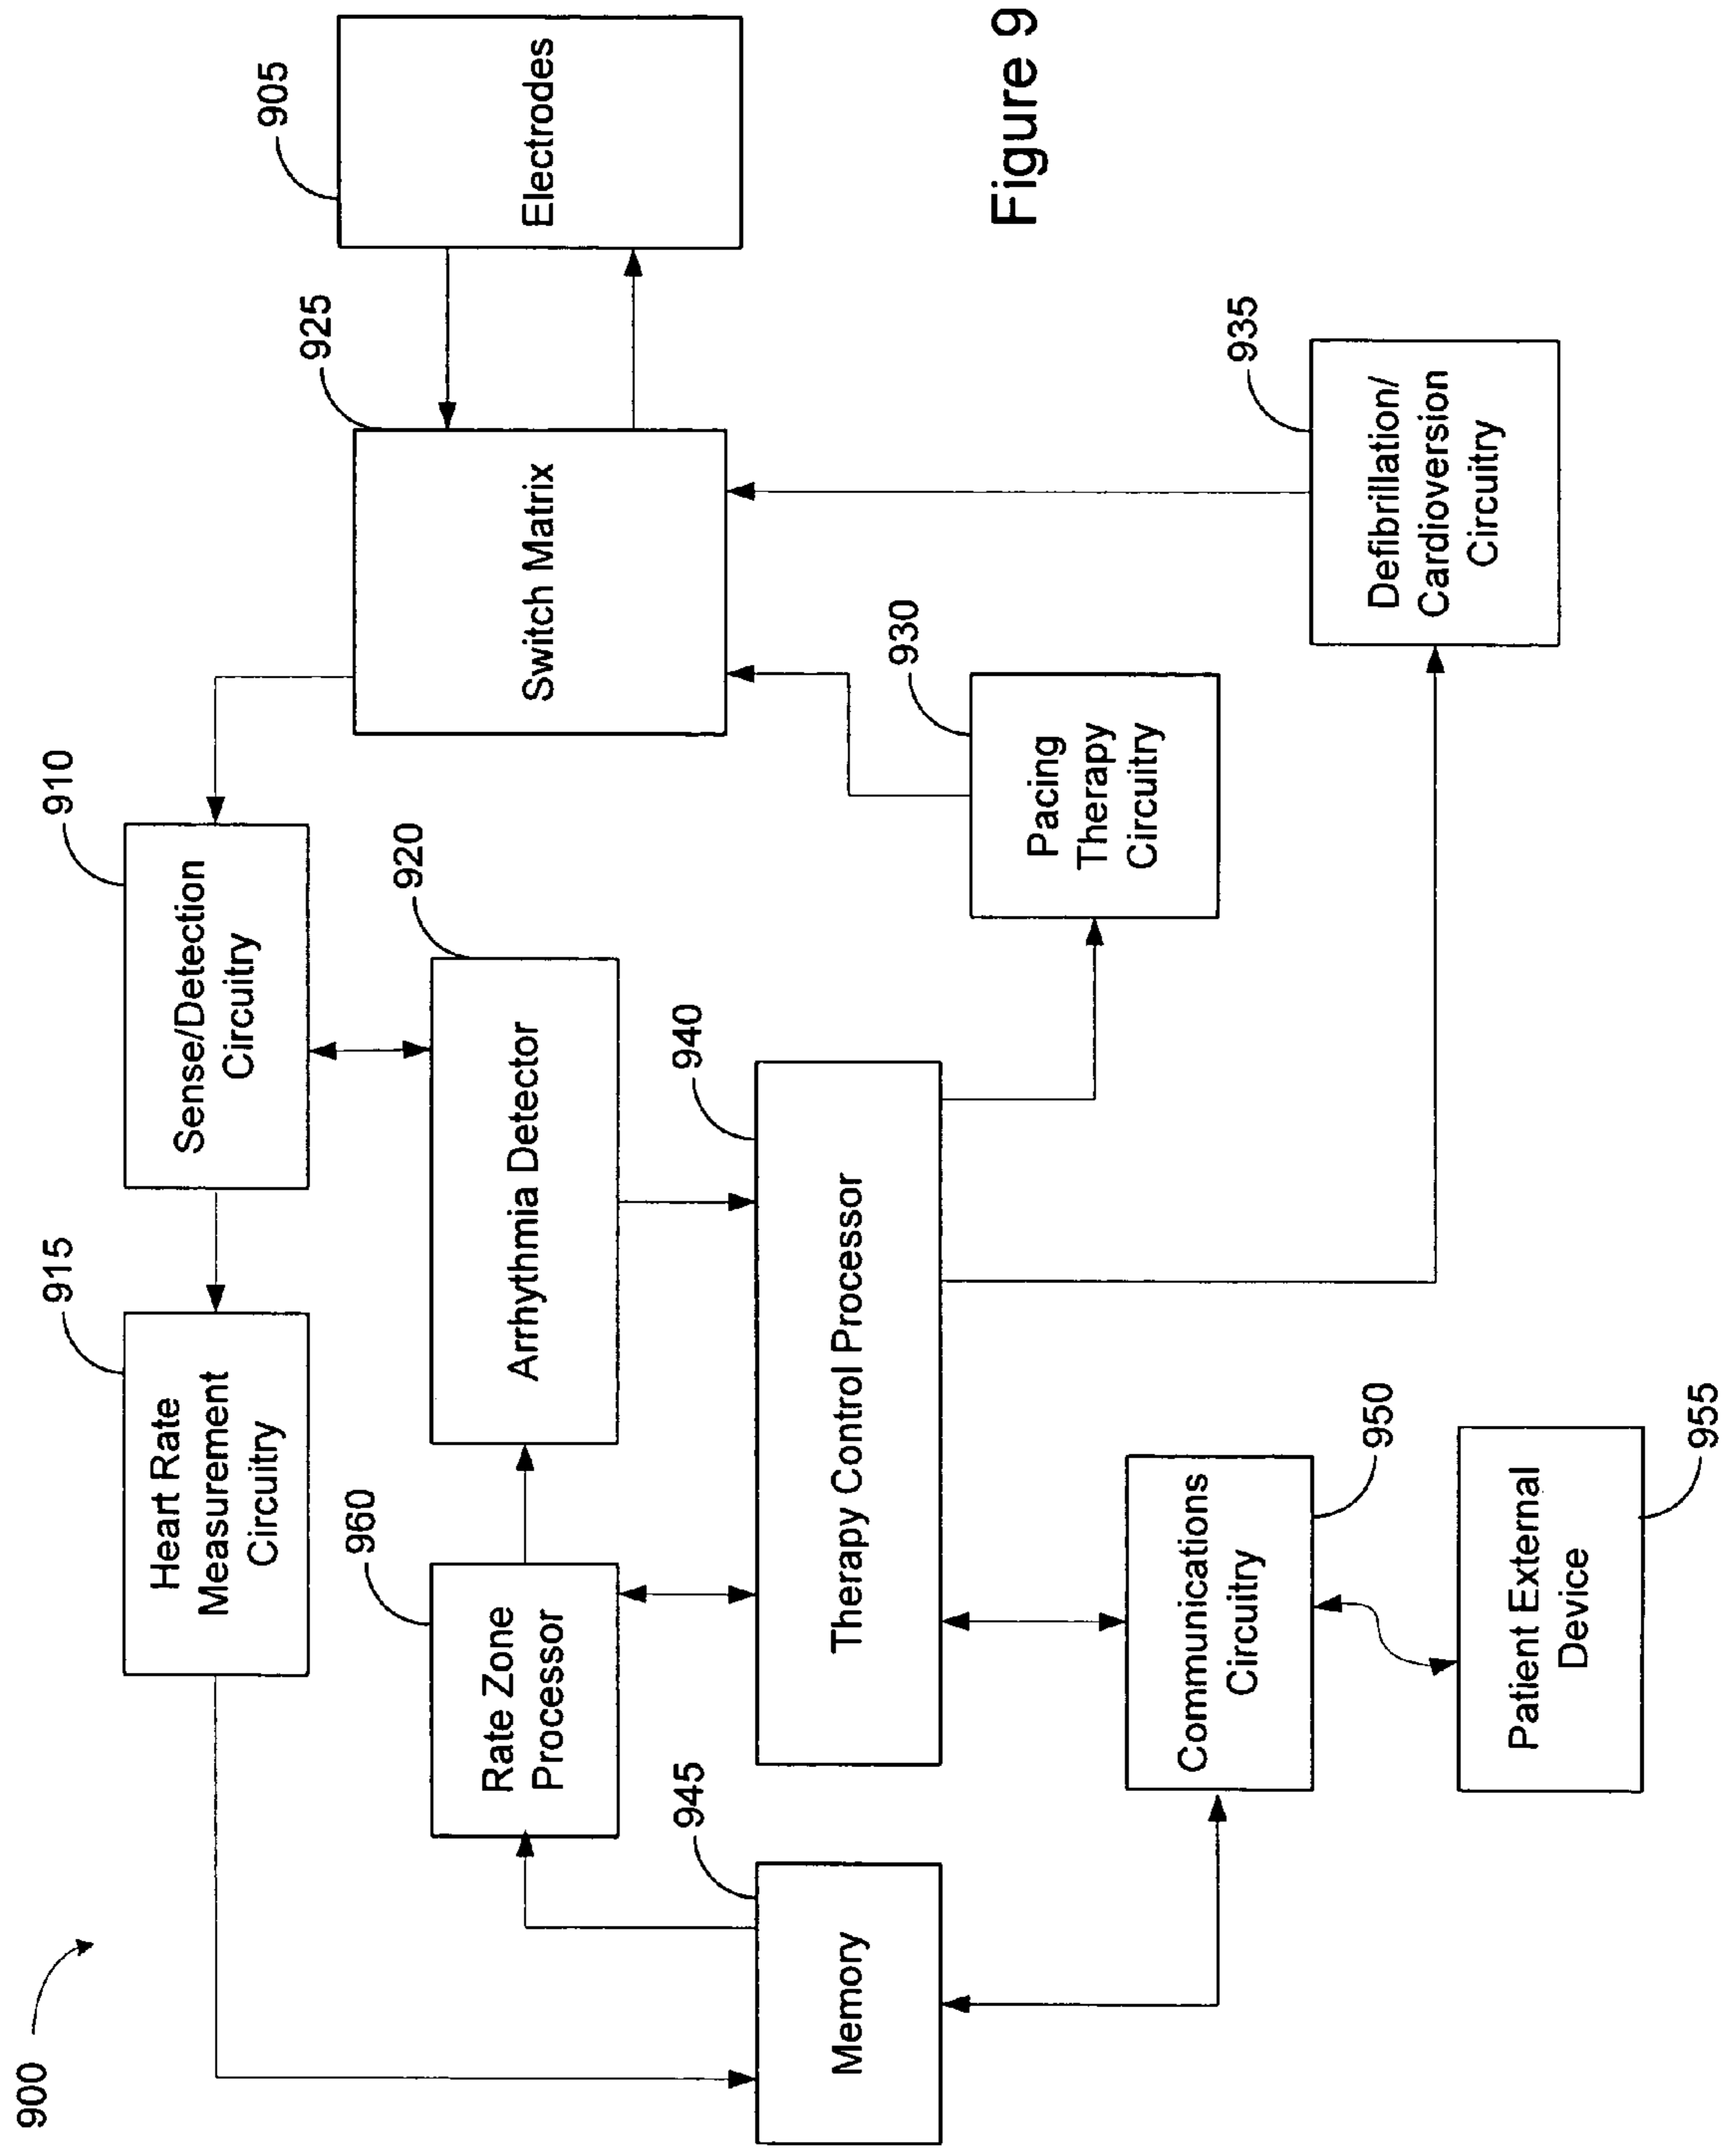 900
915
Heart Rate
Measurement
Circuitry
910
Sense/Detection
Circuitry
925
Switch Matrix
905
Electrodes
960
Rate Zone
Processor
920
Arrhythmia Detector
945
Memory
940
Therapy Control Processor
930
Pacing
Therapy
Circuitry
Communications
Circuitry
950
935
Defibrillation/
Cardioversion
Circuitry
Patient External
Device
955
Figure 9